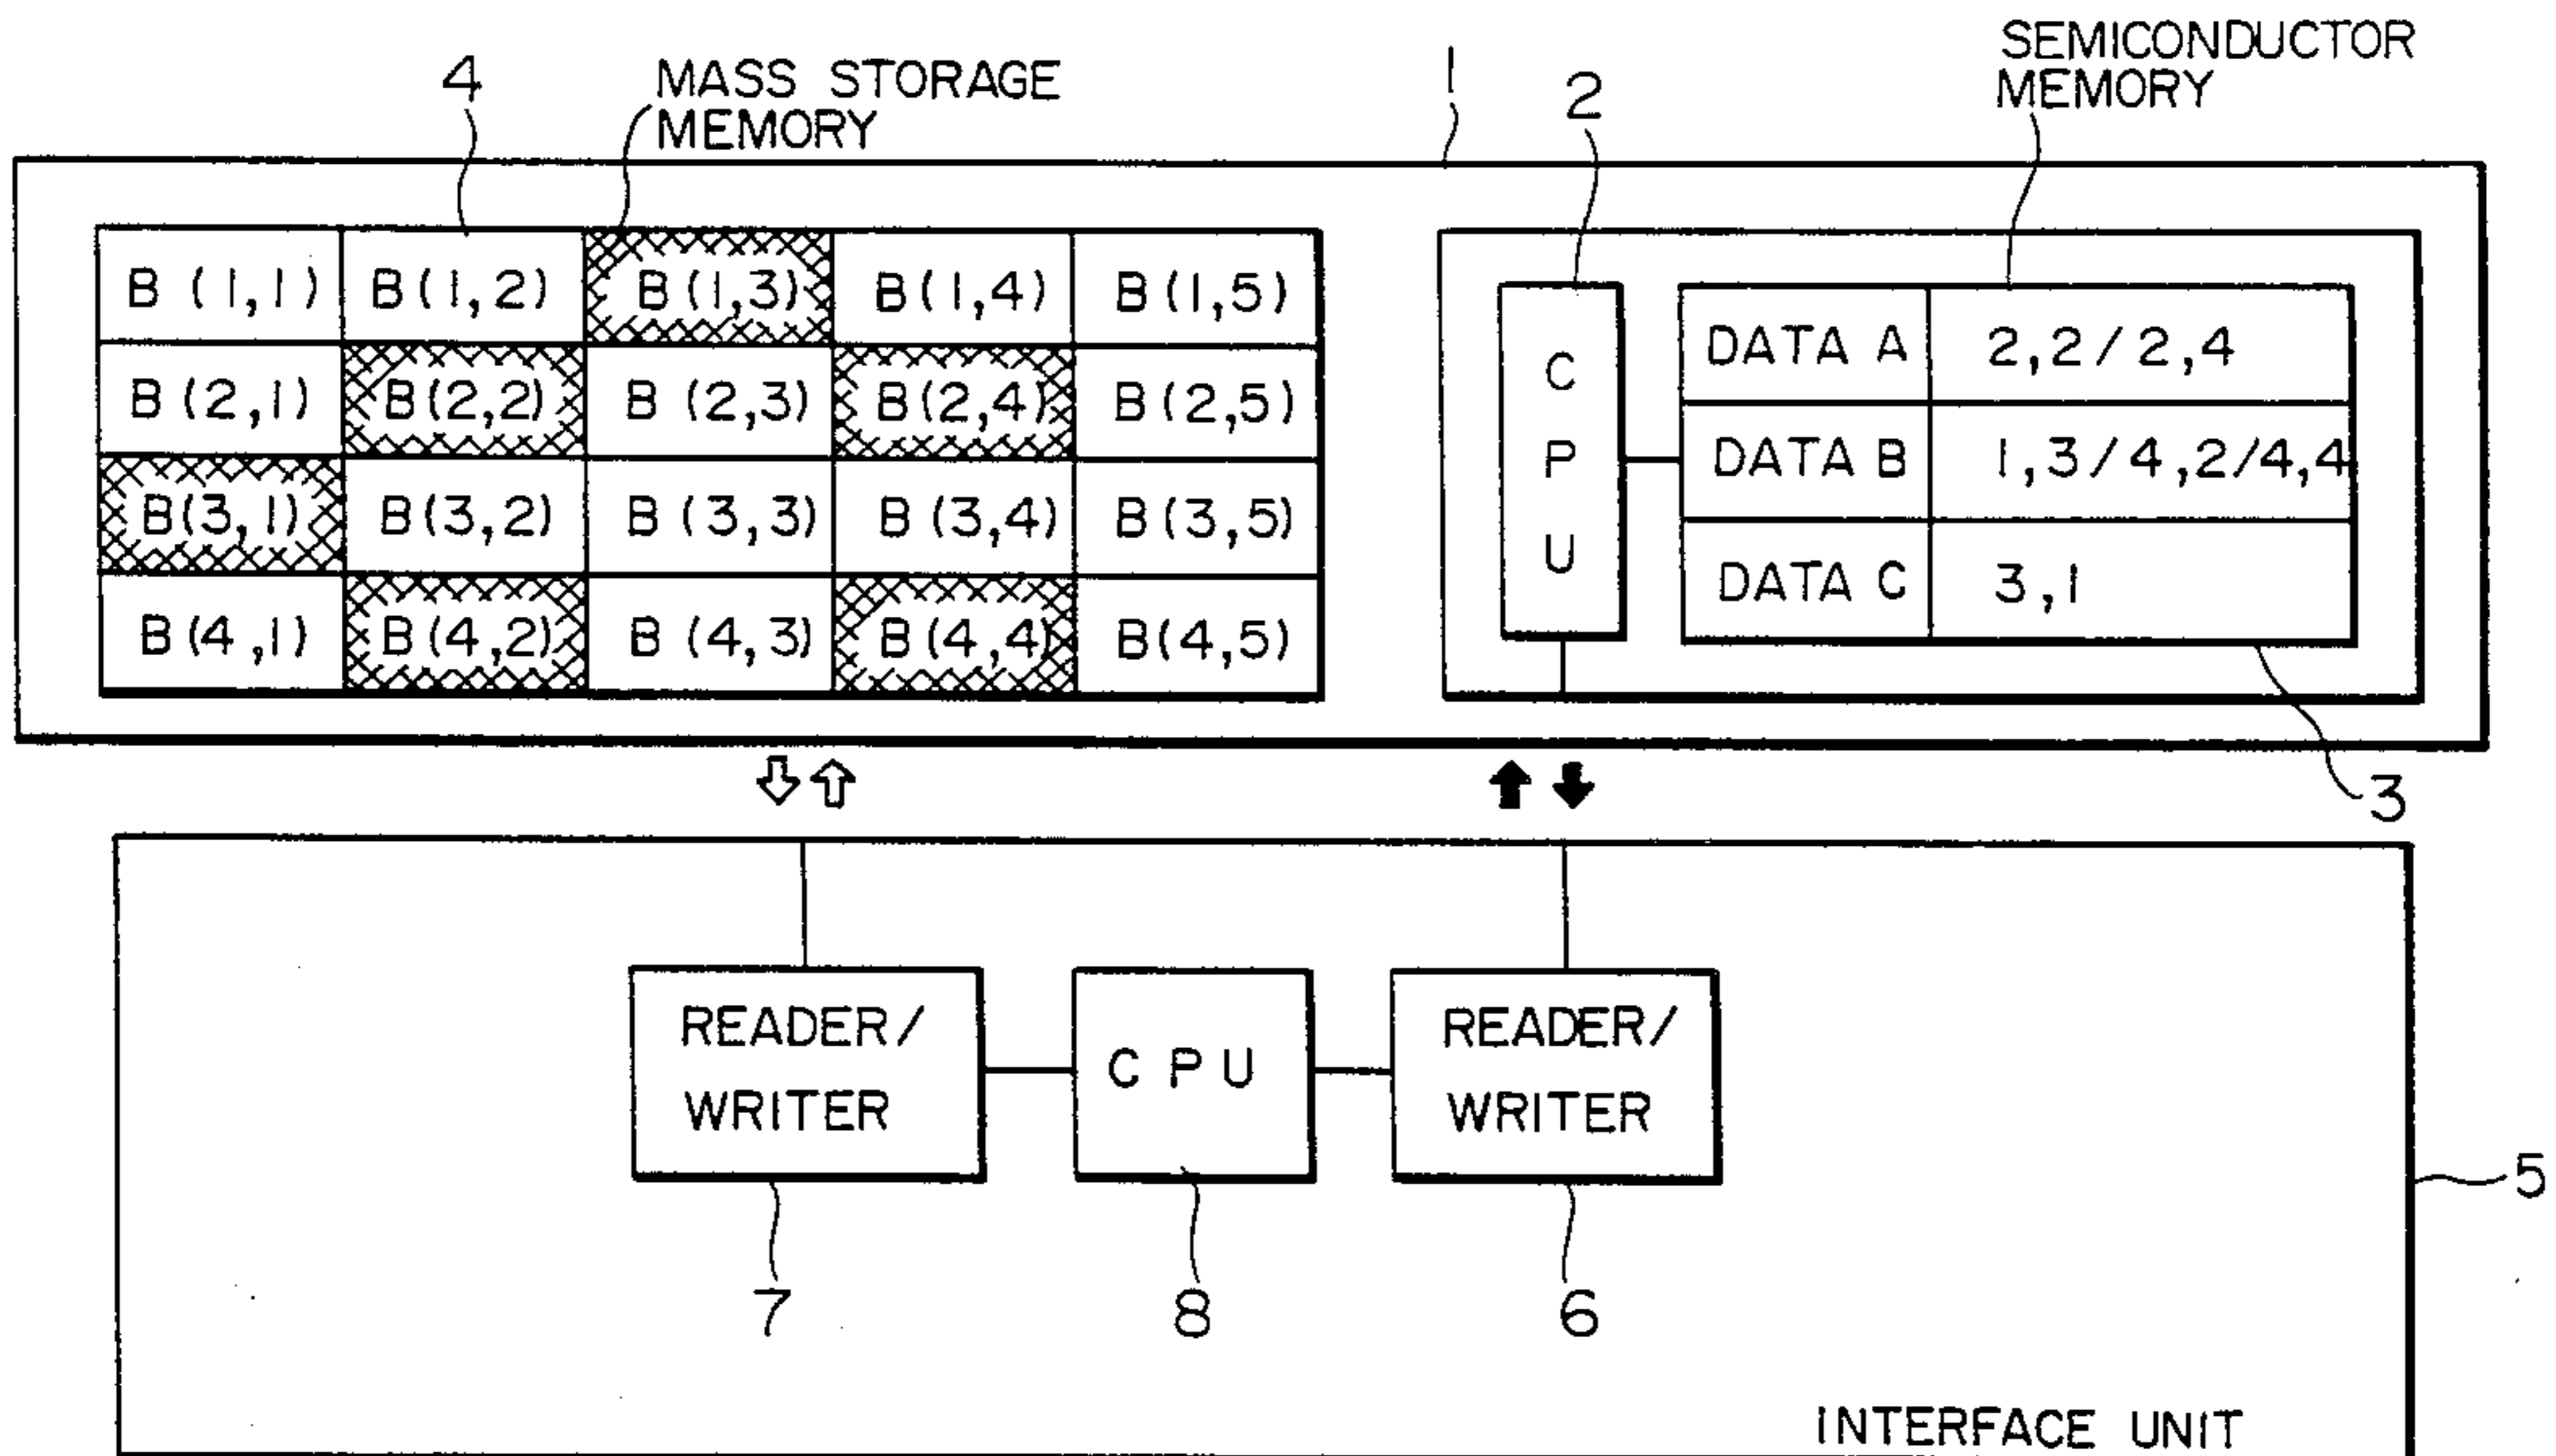 4
MASS STORAGE
MEMORY
1
2
SEMICONDUCTOR
MEMORY
B (1,1) B(1,2) B(1,3) B(1,4) B(1,5)
B (2,1) B(2,2) B (2,3) B(2,4) B(2,5)
B(3,1) B(3,2) B (3,3) B (3,4) B(3,5)
B(4,1) B(4,2) B (4,3) B(4,4) B(4,5)
C
P
U
DATA A 2,2/2,4
DATA B 1,3/4,2/4,4
DATA C 3,1
3
READER/
WRITER
C P U
READER/
WRITER
5
7
8
6
INTERFACE UNIT